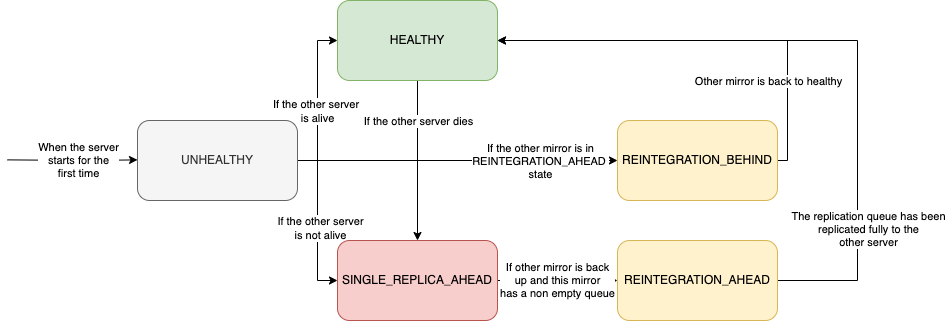 HEALTHY
Other mirror is back to healthy
If the other server
is alive
If the other server dies
When the server
starts for the
first time
UNHEALTHY
If the other mirror is in
REINTEGRATION_AHEAD
state
REINTEGRATION_BEHIND
If the other server
is not alive
The replication queue has been
replicated fully to the
other server
SINGLE_REPLICA_AHEAD
If other mirror is back
up and this mirror
has a non empty queue
REINTEGRATION_AHEAD